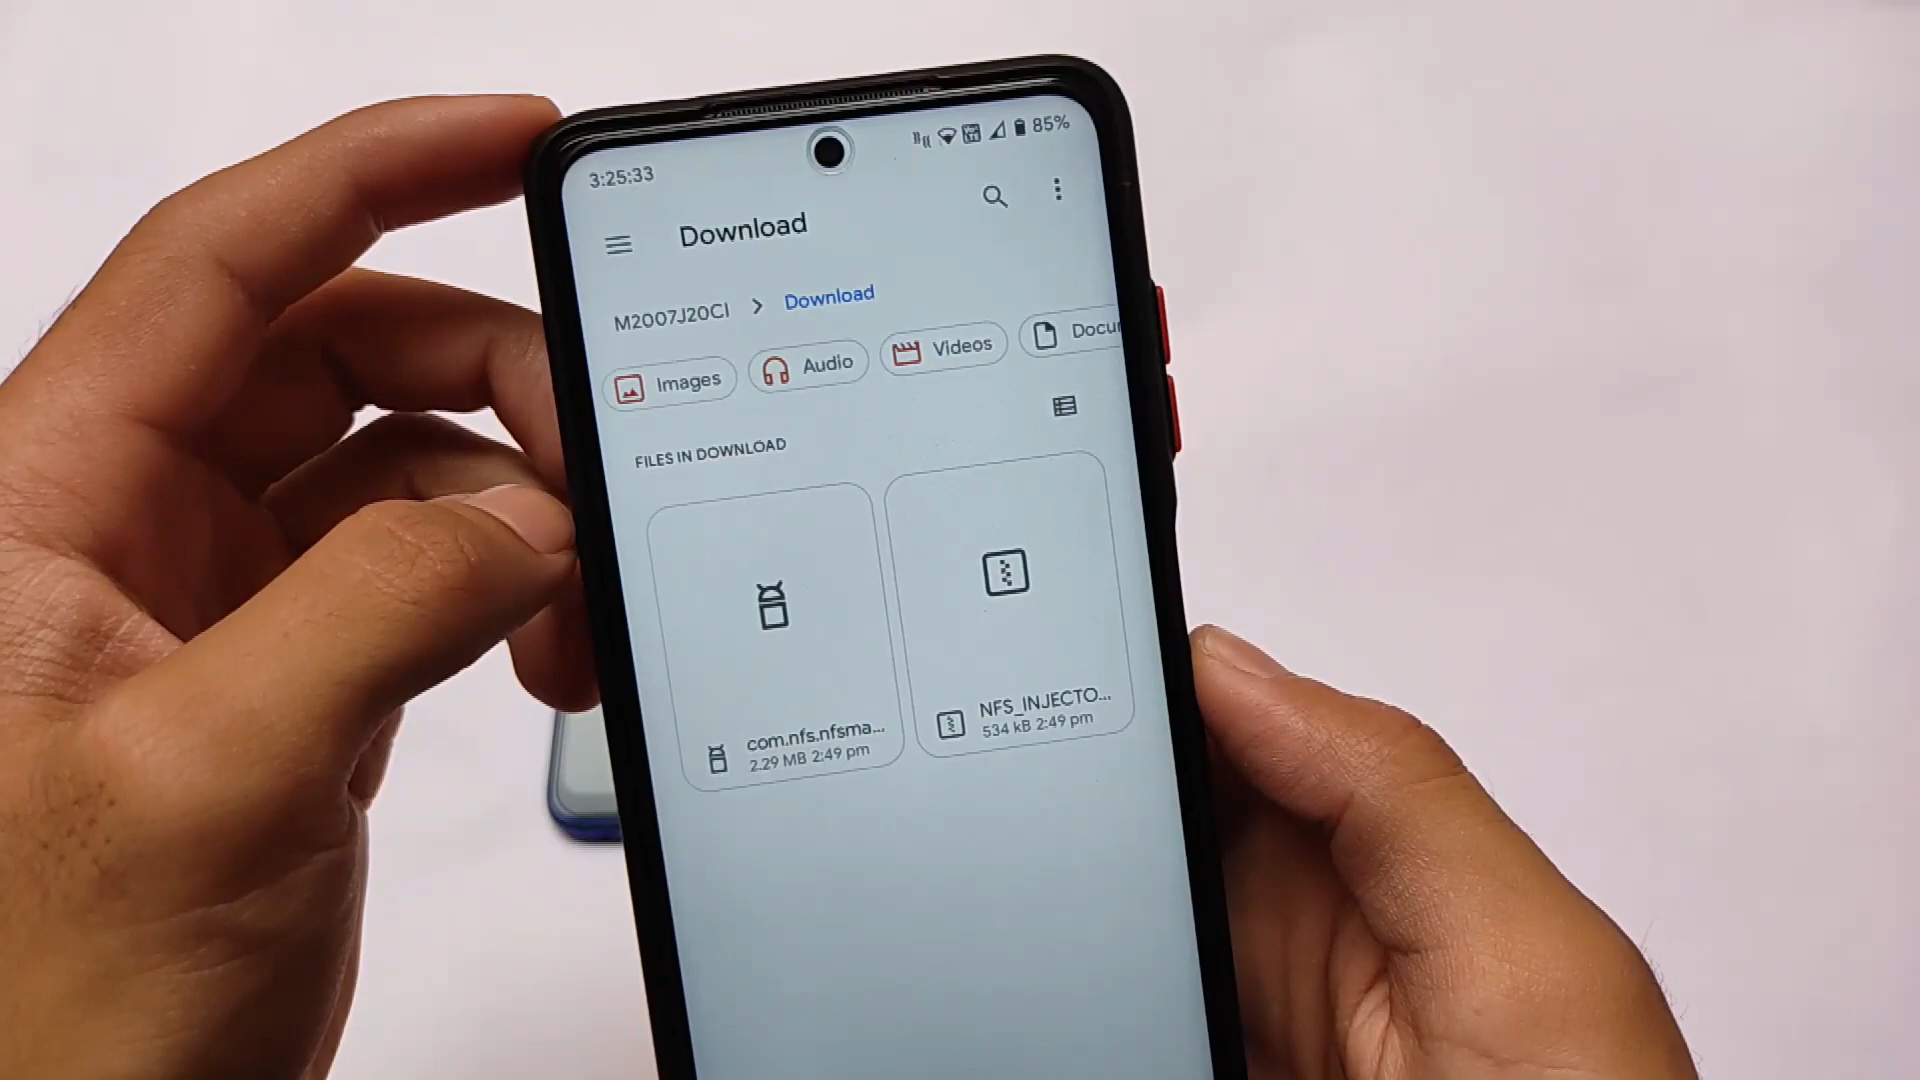 3:25:33
85%
Download
M2007J20CI > Download
Images
Audio
Videos
Docu
FILES IN DOWNLOAD
com.nfs.nfsma...
2.29 MB 2:49 pm
NFS_INJECTO...
534 kB 2:49 pm